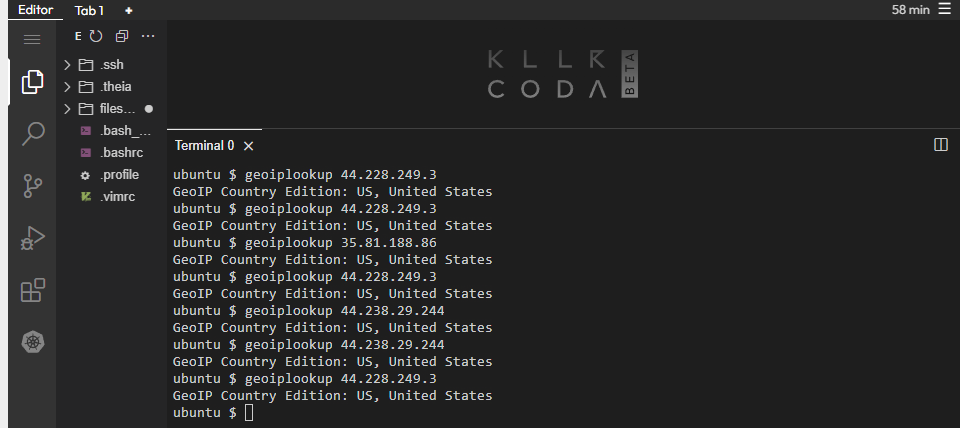 Editor Tab 1 + 58 min
E ...
KLLR
CODA BETA
.ssh
.theia
files...
.bash_...
.bashrc
.profile
.vimrc
Terminal 0
ubuntu $ geoiplookup 44.228.249.3
GeoIP Country Edition: US, United States
ubuntu $ geoiplookup 44.228.249.3
GeoIP Country Edition: US, United States
ubuntu $ geoiplookup 35.81.188.86
GeoIP Country Edition: US, United States
ubuntu $ geoiplookup 44.228.249.3
GeoIP Country Edition: US, United States
ubuntu $ geoiplookup 44.238.29.244
GeoIP Country Edition: US, United States
ubuntu $ geoiplookup 44.238.29.244
GeoIP Country Edition: US, United States
ubuntu $ geoiplookup 44.228.249.3
GeoIP Country Edition: US, United States
ubuntu $